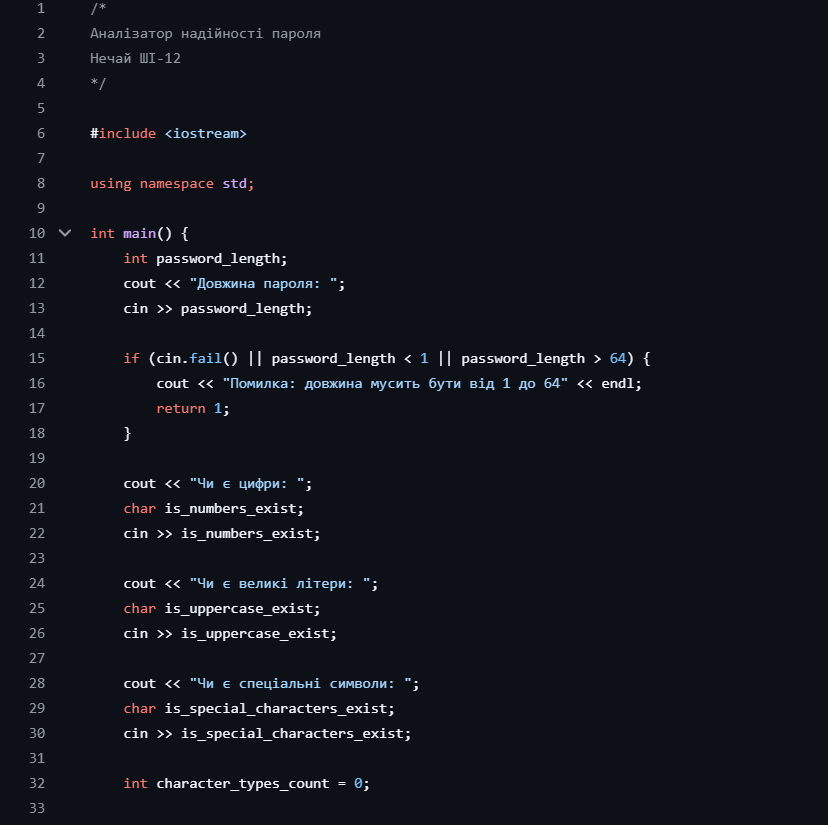 1 /*
2 Аналізатор надійності пароля
3 Нечай ШІ-12
4 */
5
6 #include <iostream>
7
8 using namespace std;
9
10 int main() {
11     int password_length;
12     cout << "Довжина пароля: ";
13     cin >> password_length;
14
15     if (cin.fail() || password_length < 1 || password_length > 64) {
16         cout << "Помилка: довжина мусить бути від 1 до 64" << endl;
17         return 1;
18     }
19
20     cout << "Чи є цифри: ";
21     char is_numbers_exist;
22     cin >> is_numbers_exist;
23
24     cout << "Чи є великі літери: ";
25     char is_uppercase_exist;
26     cin >> is_uppercase_exist;
27
28     cout << "Чи є спеціальні символи: ";
29     char is_special_characters_exist;
30     cin >> is_special_characters_exist;
31
32     int character_types_count = 0;
33